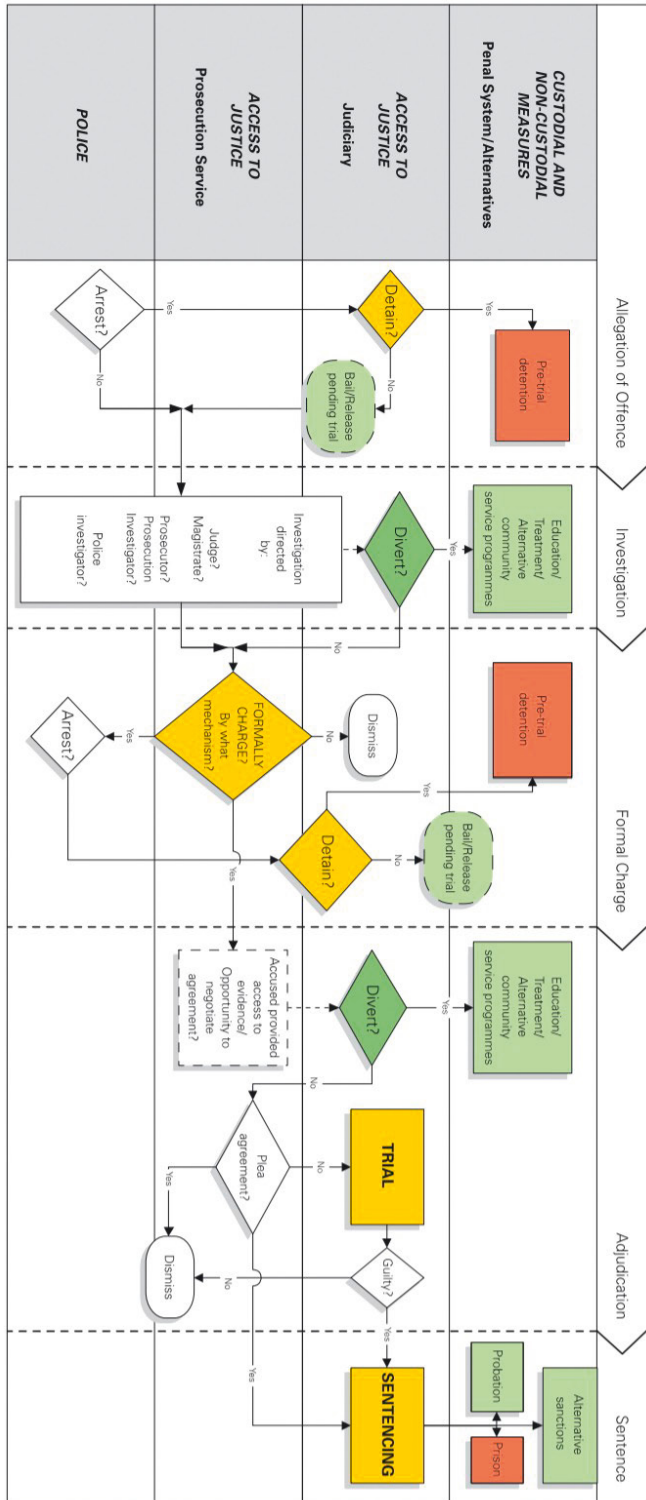 Allegation of Offence
Investigation
Formal Charge
Adjudication
Sentence
CUSTODIAL AND
NON-CUSTODIAL
MEASURES
Penal System/Alternatives
Pre-trial
detention
Education/
Treatment/
Alternative
community
service programmes
Pre-trial
detention
Bail/Release
pending trial
Education/
Treatment/
Alternative
community
service programmes
Probation
Prison
Alternative
sanctions
ACCESS TO
JUSTICE
Judiciary
Yes
Detain?
No
Bail/Release
pending trial
Yes
Divert?
No
Dismiss
Yes
Detain?
No
Yes
Divert?
No
TRIAL
Guilty?
Yes
SENTENCING
ACCESS TO
JUSTICE
Prosecution Service
Yes
Investigation
directed
by:
Judge?
Magistrate?
Prosecutor?
Prosecution
Investigator?
Police
investigator?
No
FORMALLY
CHARGE?
By what
mechanism?
Yes
Yes
Accused provided
access to
evidence/
Opportunity to
negotiate
agreement?
No
Plea
agreement?
Yes
No
Dismiss
Yes
POLICE
Arrest?
No
Arrest?